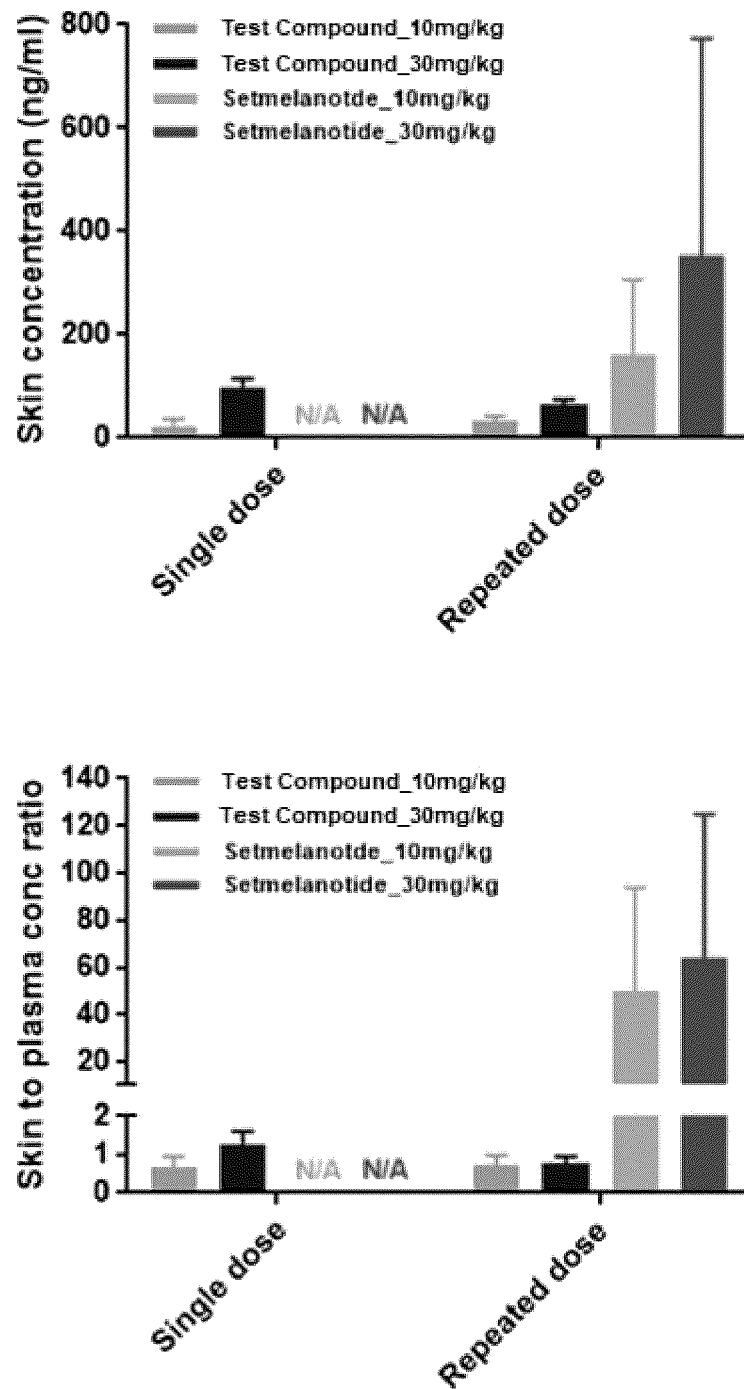 Skin concentration (ng/ml)
800
600
400
200
0
Test Compound_10mg/kg
Test Compound_30mg/kg
Setmelanotde_10mg/kg
Setmelanotide_30mg/kg
N/A N/A
Single dose
Repeated dose
Skin to plasma conc ratio
140
120
100
80
60
40
20
2
1
0
Test Compound_10mg/kg
Test Compound_30mg/kg
Setmelanotde_10mg/kg
Setmelanotide_30mg/kg
N/A N/A
Single dose
Repeated dose